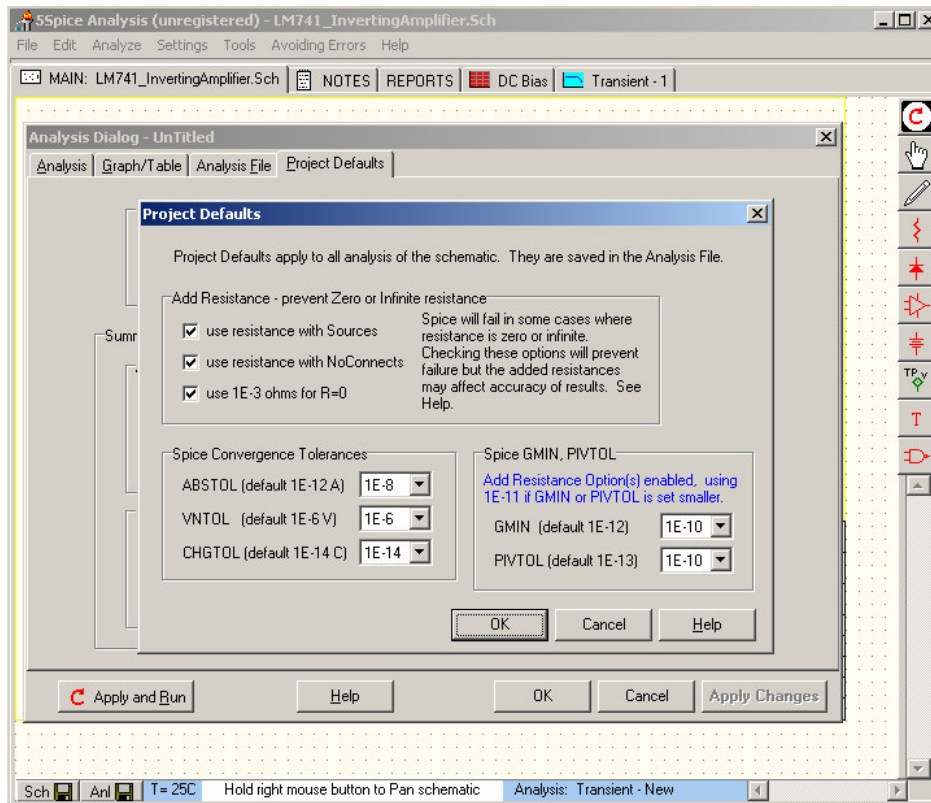 5Spice Analysis (unregistered) - LM741_InvertingAmplifier.Sch
File Edit Analyze Settings Tools Avoiding Errors Help
MAIN: LM741_InvertingAmplifier.Sch NOTES REPORTS DC Bias Transient - 1
Analysis Dialog - UnTitled
Analysis Graph/Table Analysis File Project Defaults
Project Defaults
Project Defaults apply to all analysis of the schematic. They are saved in the Analysis File.
Add Resistance - prevent Zero or Infinite resistance
use resistance with Sources
use resistance with NoConnects
use 1E-3 ohms for R=0
Spice will fail in some cases where
resistance is zero or infinite.
Checking these options will prevent
failure but the added resistances
may affect accuracy of results. See
Help.
Summ
Spice Convergence Tolerances
ABSTOL (default 1E-12 A) 1E-8
VNTOL (default 1E-6 V) 1E-6
CHGTOL (default 1E-14 C) 1E-14
Spice GMIN, PIVTOL
Add Resistance Option(s) enabled, using
1E-11 if GMIN or PIVTOL is set smaller.
GMIN (default 1E-12) 1E-10
PIVTOL (default 1E-13) 1E-10
OK Cancel Help
Apply and Run Help OK Cancel Apply Changes
TP v
T
Sch Anl T= 25C Hold right mouse button to Pan schematic Analysis: Transient - New